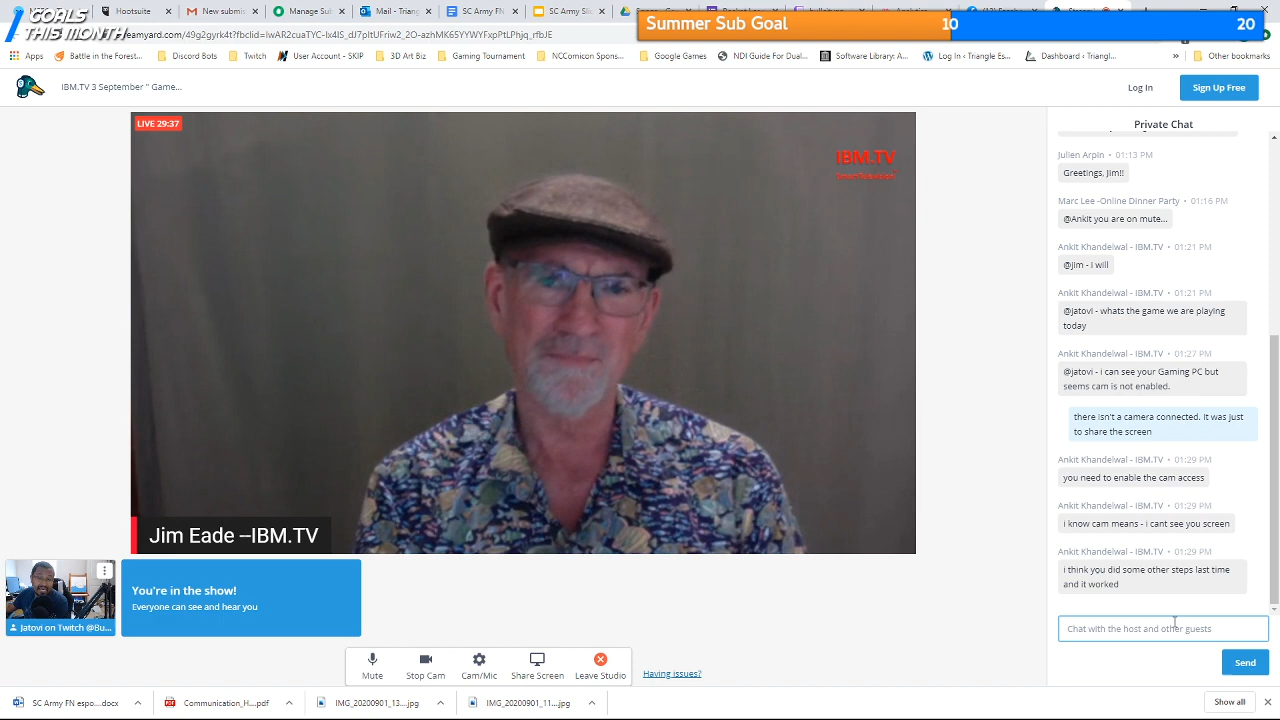 GOALS
THIS MONTH
Summer Sub Goal
10
20
Hootsuite
New submi
Manage Su
Mail - Triang
SC Army FN
SC Army Sli
eamyard.com/
Apps
Battle in the Inest...
Discord Bots
Twitch
User Account - SKIP
3D Art Biz
Gaming Tournament
NCComicon Spons...
Google Games
NDI Guide For Dual...
Software Library: ...
Log In ‹ Triangle Es...
Dashboard ‹ Triangl...
»
Other bookmarks
IBM.TV 3 September " Game...
Log In
Sign Up Free
LIVE 29:37
IBM.TV
SmarTelevision
Jim Eade --IBM.TV
Private Chat
Julien Arpin • 01:13 PM
Greetings, Jim!!
Marc Lee -Online Dinner Party • 01:16 PM
@Ankit you are on mute...
Ankit Khandelwal - IBM.TV • 01:21 PM
@jim - I will
Ankit Khandelwal - IBM.TV • 01:21 PM
@jatovi - whats the game we are playing
today
Ankit Khandelwal - IBM.TV • 01:27 PM
@jatovi - i can see your Gaming PC but
seems cam is not enabled.
there isn't a camera connected. It was just
to share the screen
Ankit Khandelwal - IBM.TV • 01:29 PM
you need to enable the cam access
Ankit Khandelwal - IBM.TV • 01:29 PM
i know cam means - i cant see you screen
Ankit Khandelwal - IBM.TV • 01:29 PM
i think you did some other steps last time
and it worked
Chat with the host and other guests
Send
Jatovi on Twitch @Bu...
You're in the show!
Everyone can see and hear you
Mute
Stop Cam
Cam/Mic
Share Screen
Leave Studio
Having issues?
SC Army FN espo....docx
Communication_H....pdf
IMG_20200901_13....jpg
IMG_20200901_11....jpg
Show all